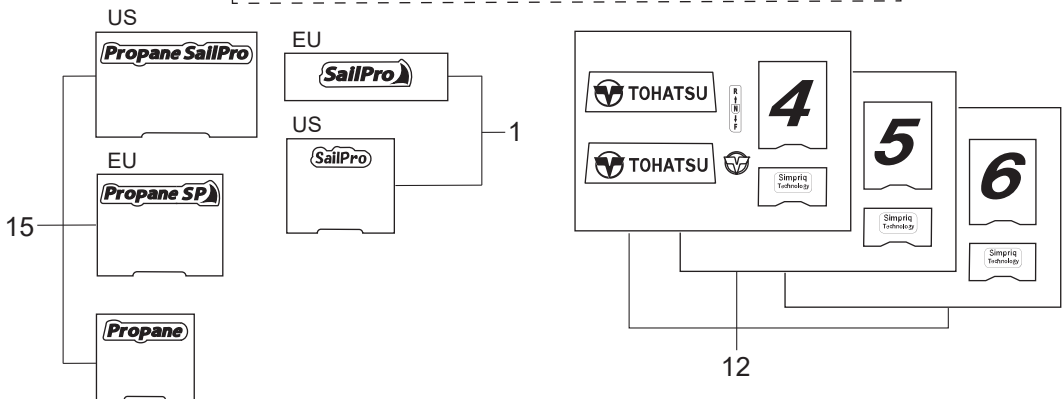 US
Propane SailPro
EU
Propane SP
Propane
15
EU
SailPro
US
SailPro
1
TOHATSU
TOHATSU
R
N
F
4
Simpriq
Technology
5
Simpriq
Technology
6
Simpriq
Technology
12